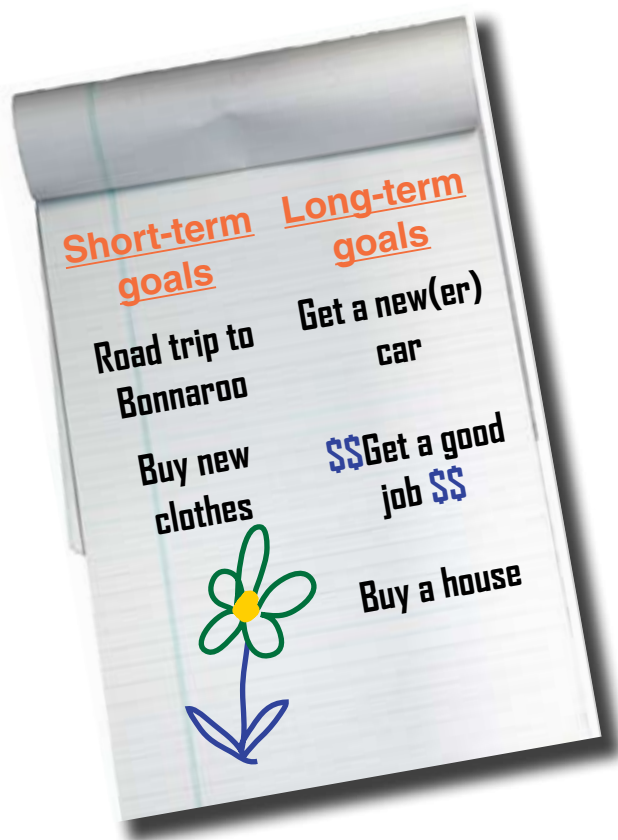 Short-term
goals
Road trip to
Bonnaroo
Buy new
clothes
Long-term
goals
Get a new(er)
car
$$Get a good
job $$
Buy a house